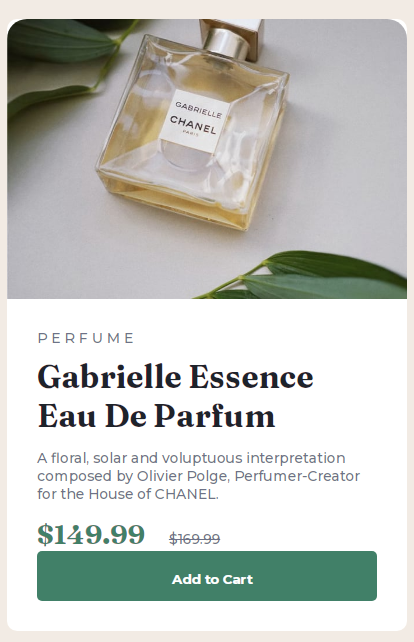 GABRIELLE
CHANEL
PARIS
PERFUME
Gabrielle Essence
Eau De Parfum
A floral, solar and voluptuous interpretation
composed by Olivier Polge, Perfumer-Creator
for the House of CHANEL.
$149.99 $169.99
Add to Cart